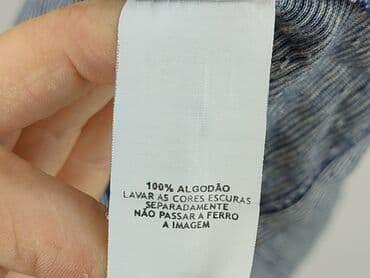 100% ALGODÃO
LAVAR AS CORES ESCURAS
SEPARADAMENTE
NÃO PASSAR A FERRO
A IMAGEM